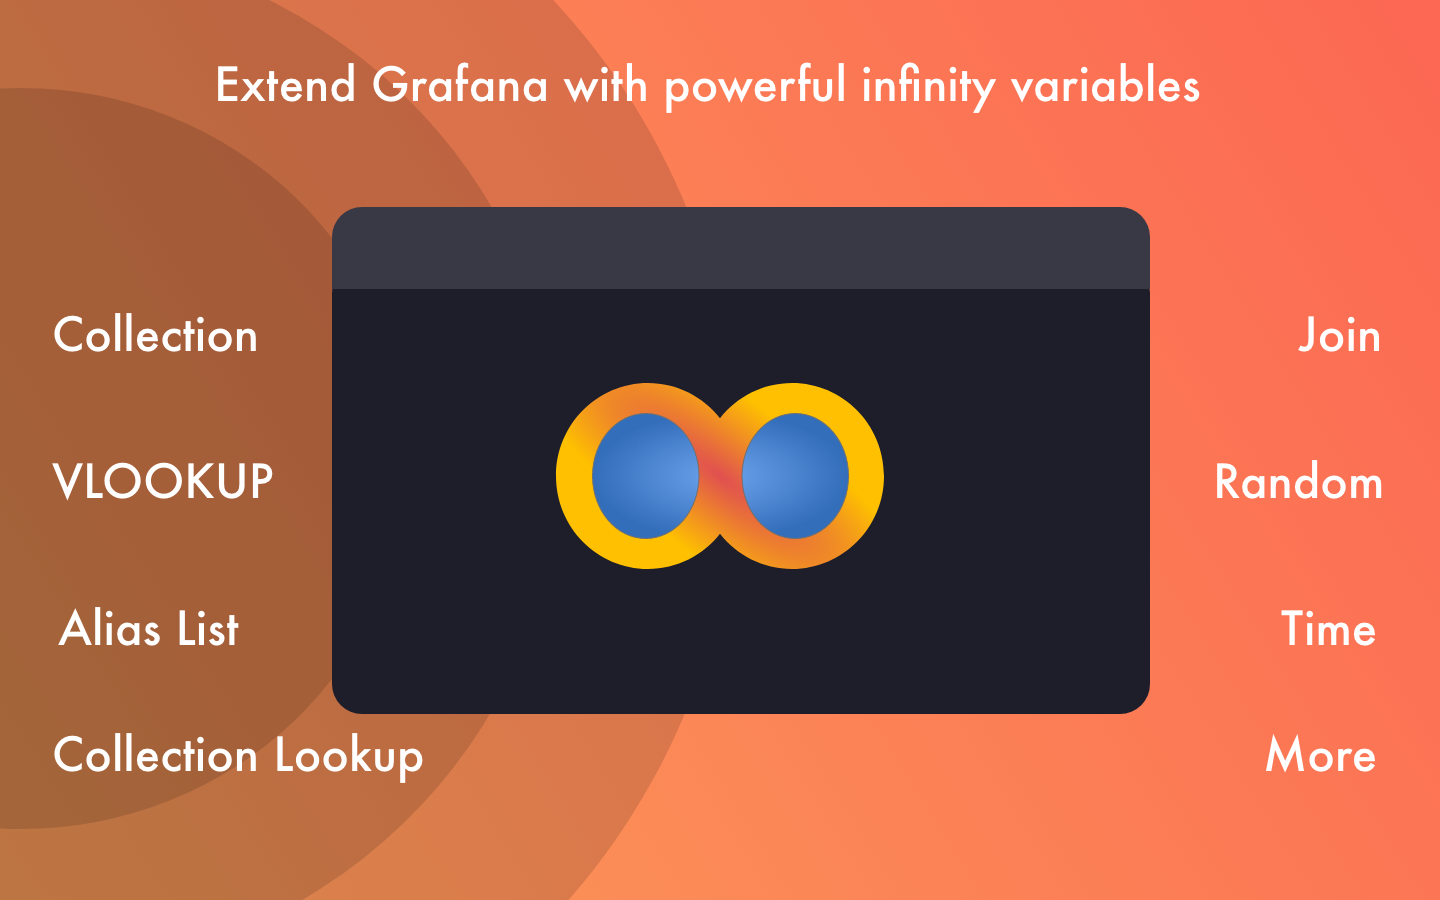 Extend Grafana with powerful infinity variables
Collection
Join
VLOOKUP
Random
Alias List
Time
Collection Lookup
More